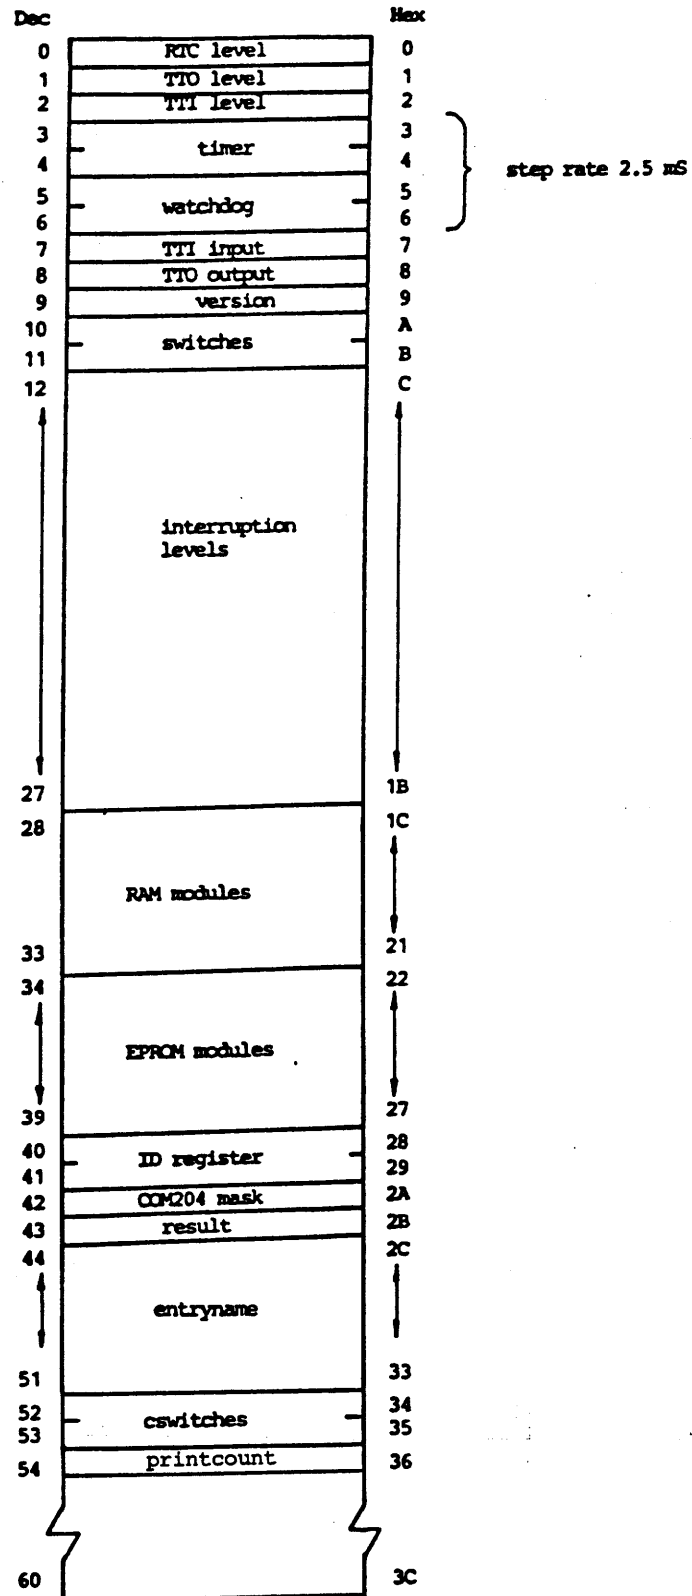 Dec Hex
0 RTC level 0
1 TTO level 1
2 TTI level 2
3 3
timer
4 4
step rate 2.5 mS
5 5
watchdog
6 6
7 TTI input 7
8 TTO output 8
9 version 9
10 A
switches
11 B
12 C
interruption
levels
27 1B
28 1C
RAM modules
33 21
34 22
EPROM modules
39 27
40 28
ID register
41 29
42 COM204 mask 2A
43 result 2B
44 2C
entryname
51 33
52 34
cswitches
53 35
54 printcount 36
60 3C